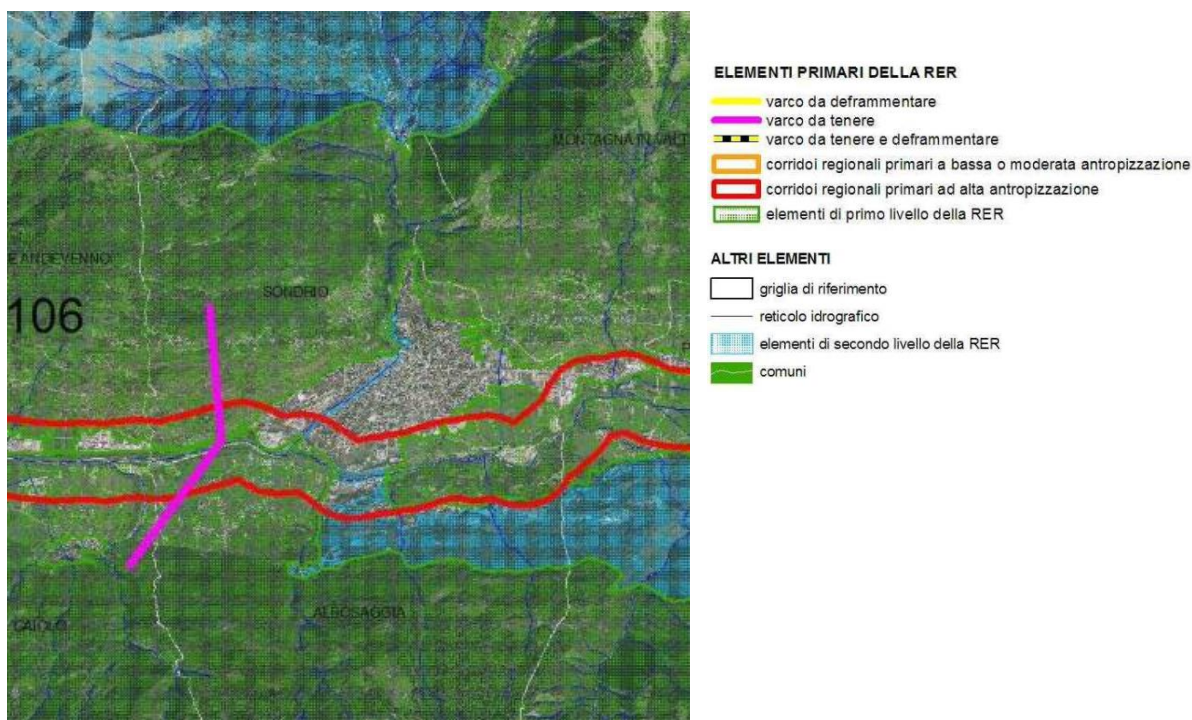 MONTAGNA IN VALT
E ANDEVENNO
SONDRIO
106
ALBOSAGGIA
CAIOLO
ELEMENTI PRIMARI DELLA RER
varco da deframmentare
varco da tenere
varco da tenere e deframmentare
corridoi regionali primari a bassa o moderata antropizzazione
corridoi regionali primari ad alta antropizzazione
elementi di primo livello della RER
ALTRI ELEMENTI
griglia di riferimento
reticolo idrografico
elementi di secondo livello della RER
comuni